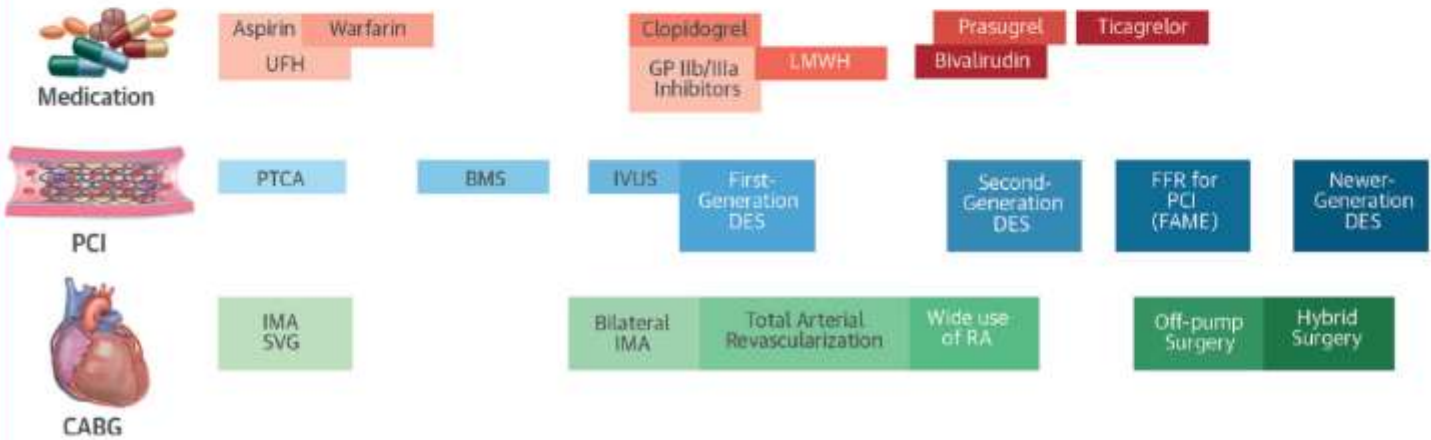 Aspirin Warfarin
UFH
Clopidogrel
GP IIb/IIIa
Inhibitors
LMWH
Prasugrel
Bivalirudin
Ticagrelor
Medication
PTCA
BMS
IVUS
First-
Generation
DES
Second-
Generation
DES
FFR for
PCI
(FAME)
Newer-
Generation
DES
PCI
IMA
SVG
Bilateral
IMA
Total Arterial
Revascularization
Wide use
of RA
Off-pump
Surgery
Hybrid
Surgery
CABG